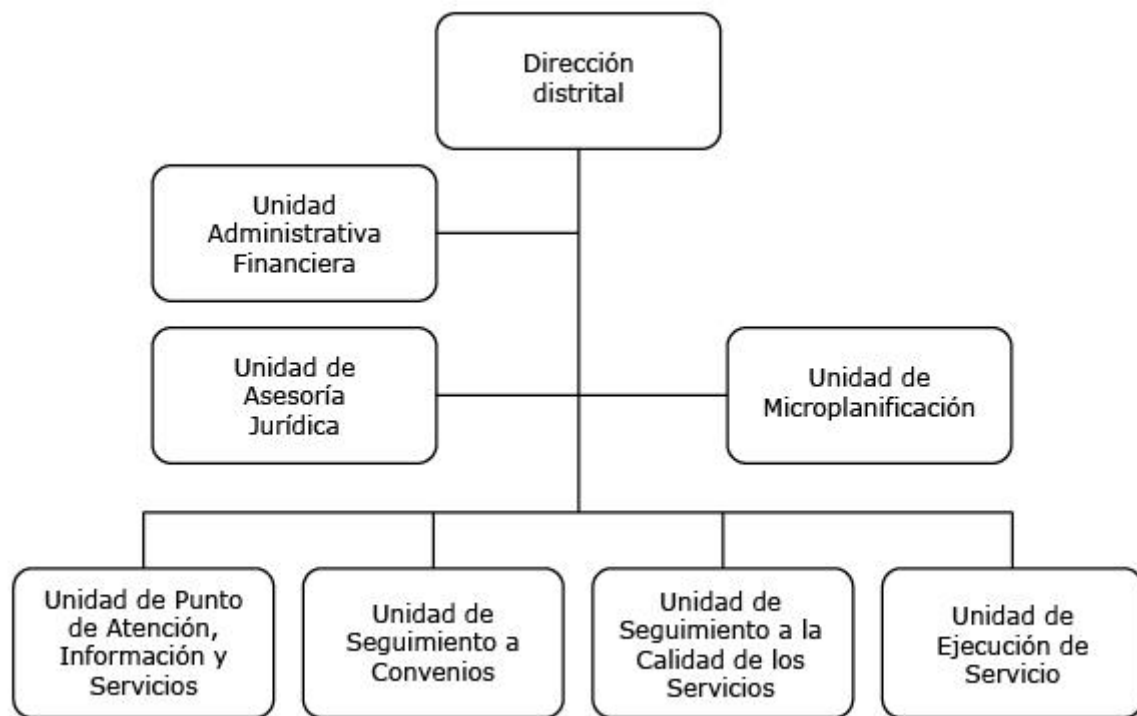 Dirección
distrital
Unidad
Administrativa
Financiera
Unidad de
Asesoría
Jurídica
Unidad de
Microplanificación
Unidad de Punto
de Atención,
Información y
Servicios
Unidad de
Seguimiento a
Convenios
Unidad de
Seguimiento a la
Calidad de los
Servicios
Unidad de
Ejecución de
Servicio